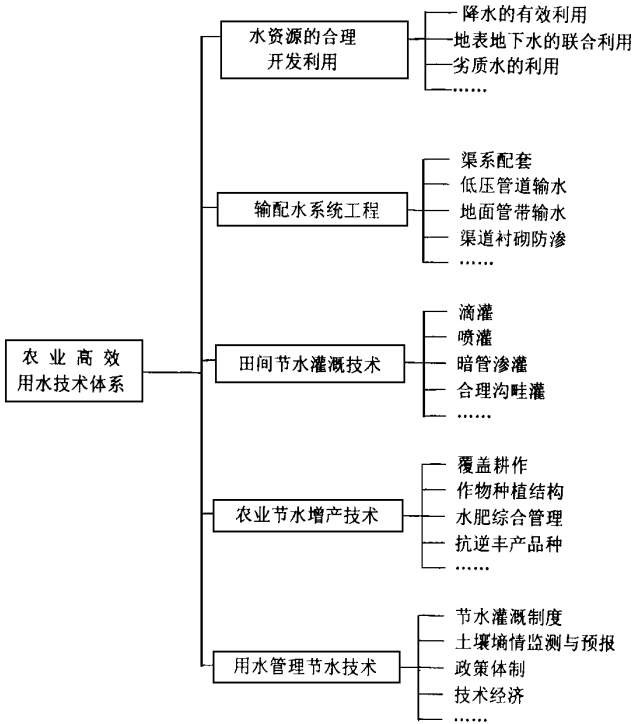 水资源的合理
开发利用
降水的有效利用
地表地下水的联合利用
劣质水的利用
……
输配水系统工程
渠系配套
低压管道输水
地面管带输水
渠道衬砌防渗
……
农业高效
用水技术体系
田间节水灌溉技术
滴灌
喷灌
暗管渗灌
合理沟畦灌
……
农业节水增产技术
覆盖耕作
作物种植结构
水肥综合管理
抗逆丰产品种
……
用水管理节水技术
节水灌溉制度
土壤墒情监测与预报
政策体制
技术经济
……